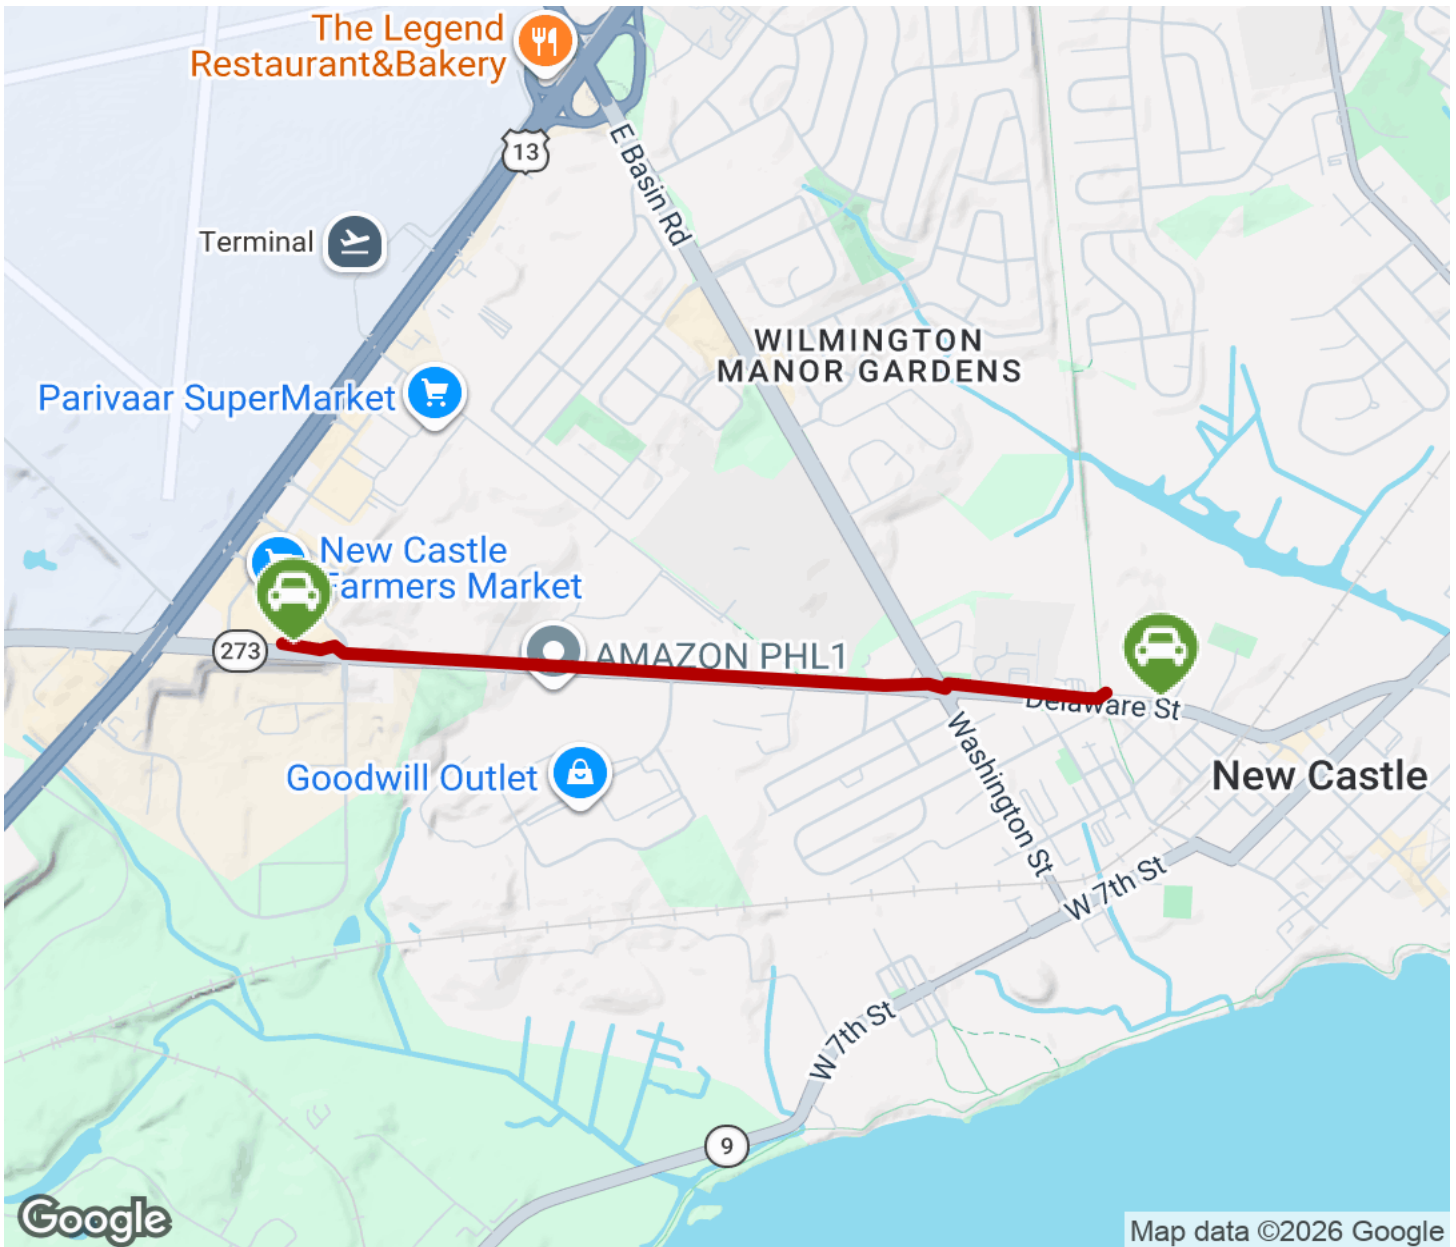 The Legend
Restaurant&Bakery
13
E Basin Rd
Terminal
WILMINGTON
MANOR GARDENS
Parivaar SuperMarket
New Castle
Farmers Market
273
AMAZON PHL1
Delaware St
Washington St
Goodwill Outlet
New Castle
W 7th St
W 7th St
9
Google
Map data ©2026 Google